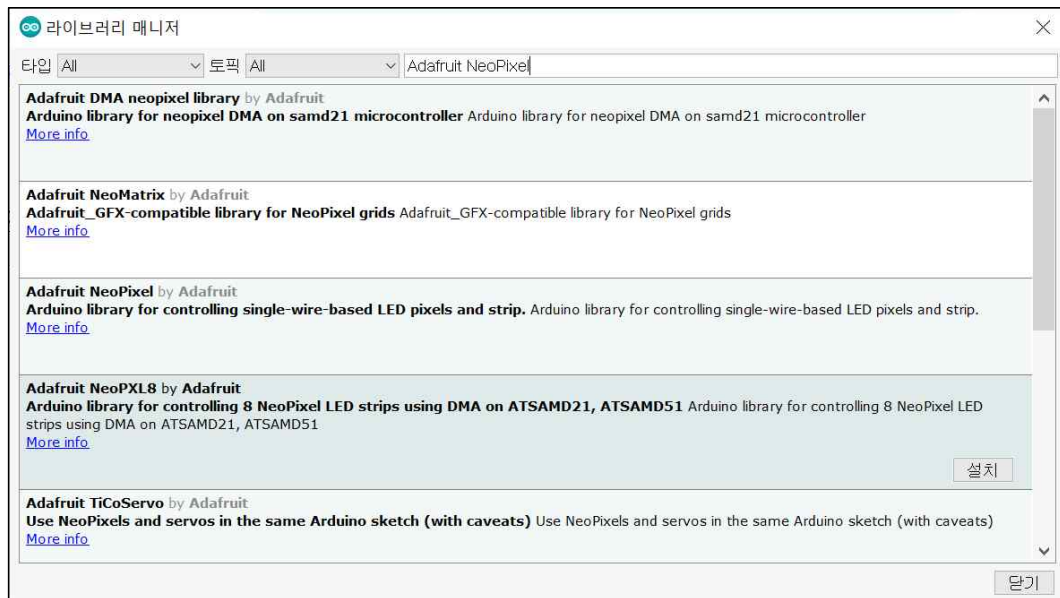 라이브러리 매니저
타입 All 토픽 All Adafruit NeoPixel
Adafruit DMA neopixel library by Adafruit
Arduino library for neopixel DMA on samd21 microcontroller Arduino library for neopixel DMA on samd21 microcontroller
More info
Adafruit NeoMatrix by Adafruit
Adafruit_GFX-compatible library for NeoPixel grids Adafruit_GFX-compatible library for NeoPixel grids
More info
Adafruit NeoPixel by Adafruit
Arduino library for controlling single-wire-based LED pixels and strip. Arduino library for controlling single-wire-based LED pixels and strip.
More info
Adafruit NeoPXL8 by Adafruit
Arduino library for controlling 8 NeoPixel LED strips using DMA on ATSAMD21, ATSAMD51 Arduino library for controlling 8 NeoPixel LED
strips using DMA on ATSAMD21, ATSAMD51
More info
설치
Adafruit TiCoServo by Adafruit
Use NeoPixels and servos in the same Arduino sketch (with caveats) Use NeoPixels and servos in the same Arduino sketch (with caveats)
More info
닫기